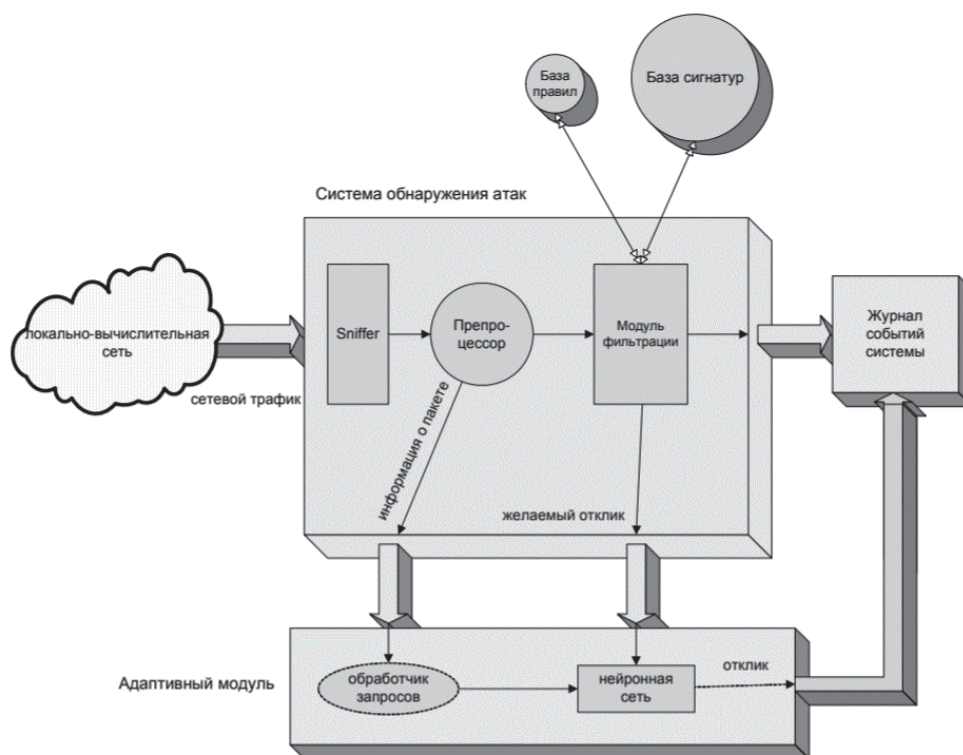 База
правил
База сигнатур
Система обнаружения атак
локально-вычислительная
сеть
сетевой трафик
Sniffer
Препро-
цессор
Модуль
фильтрации
Журнал
событий
системы
информация о пакете
желаемый отклик
Адаптивный модуль
обработчик
запросов
нейронная
сеть
отклик